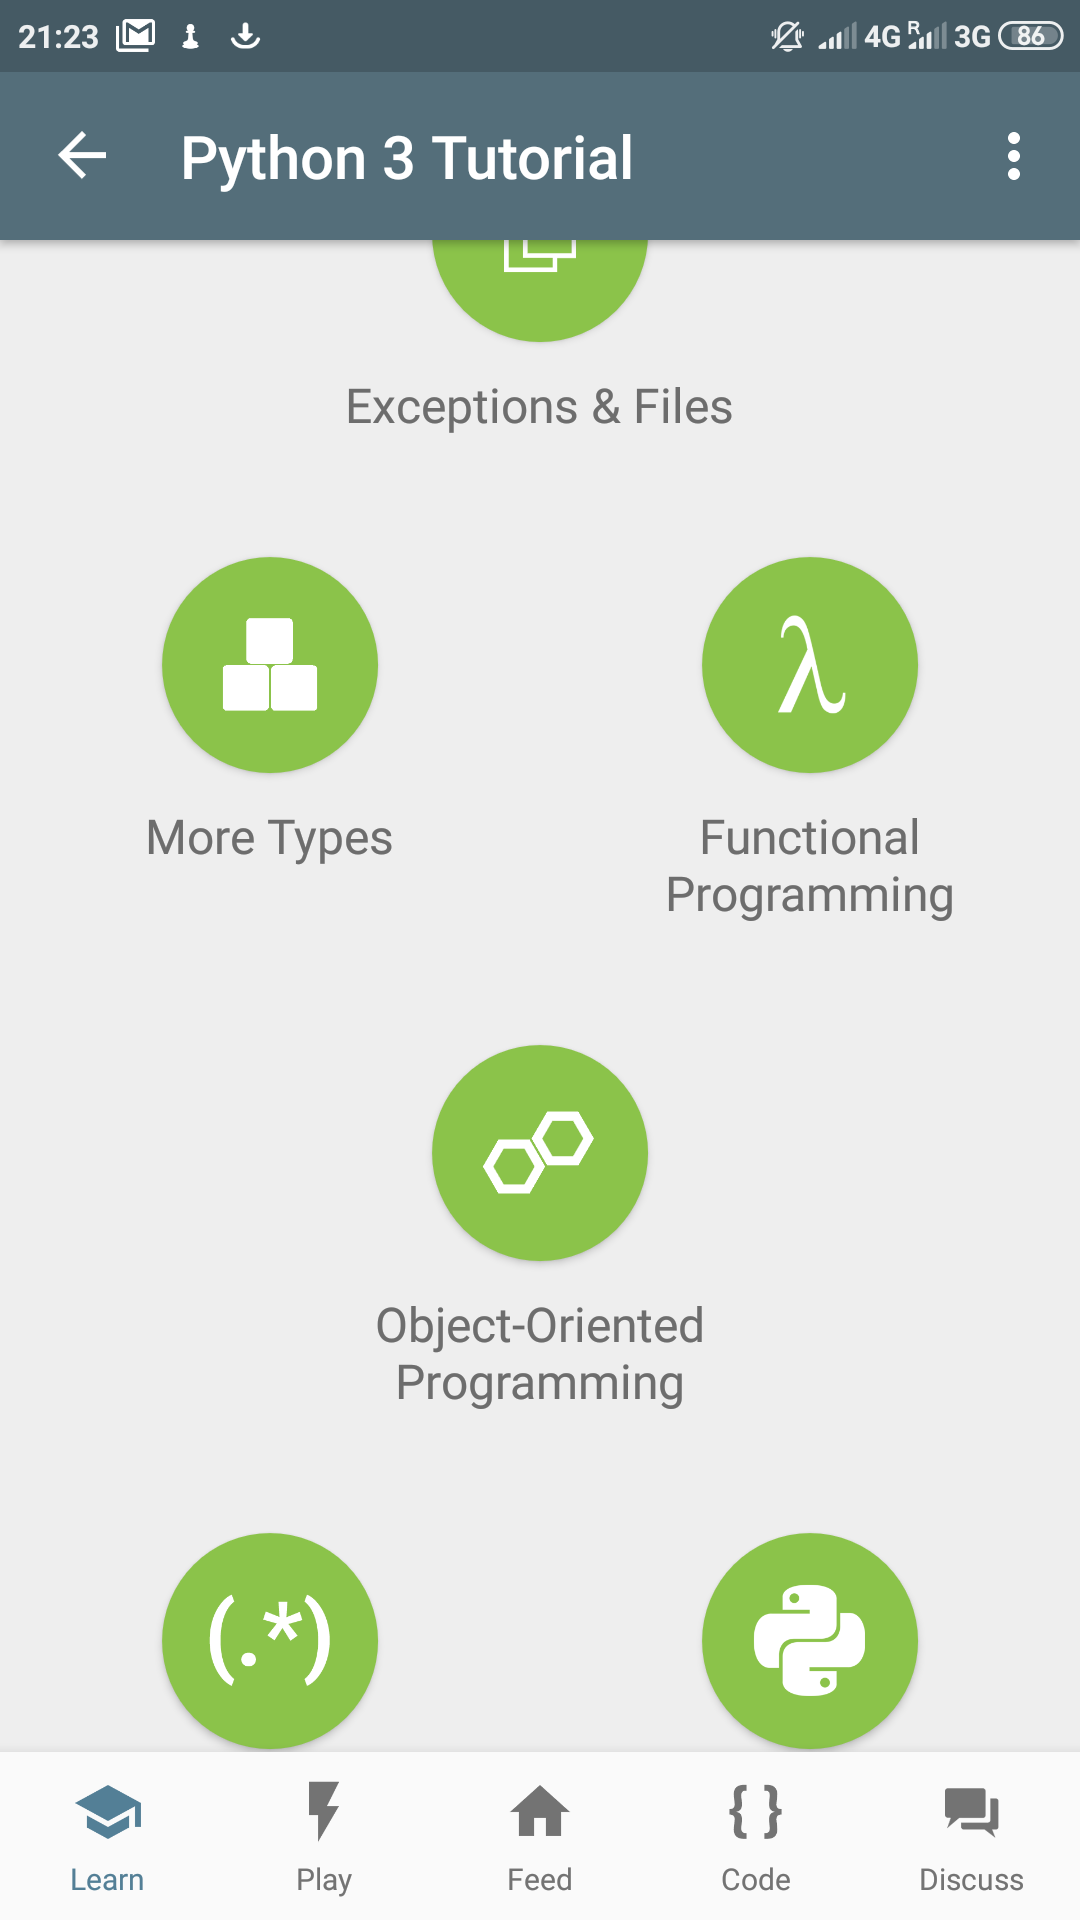 21:23 4G R 3G 86
Python 3 Tutorial
Exceptions & Files
More Types
Functional
Programming
Object-Oriented
Programming
(.*)
Learn Play Feed Code Discuss